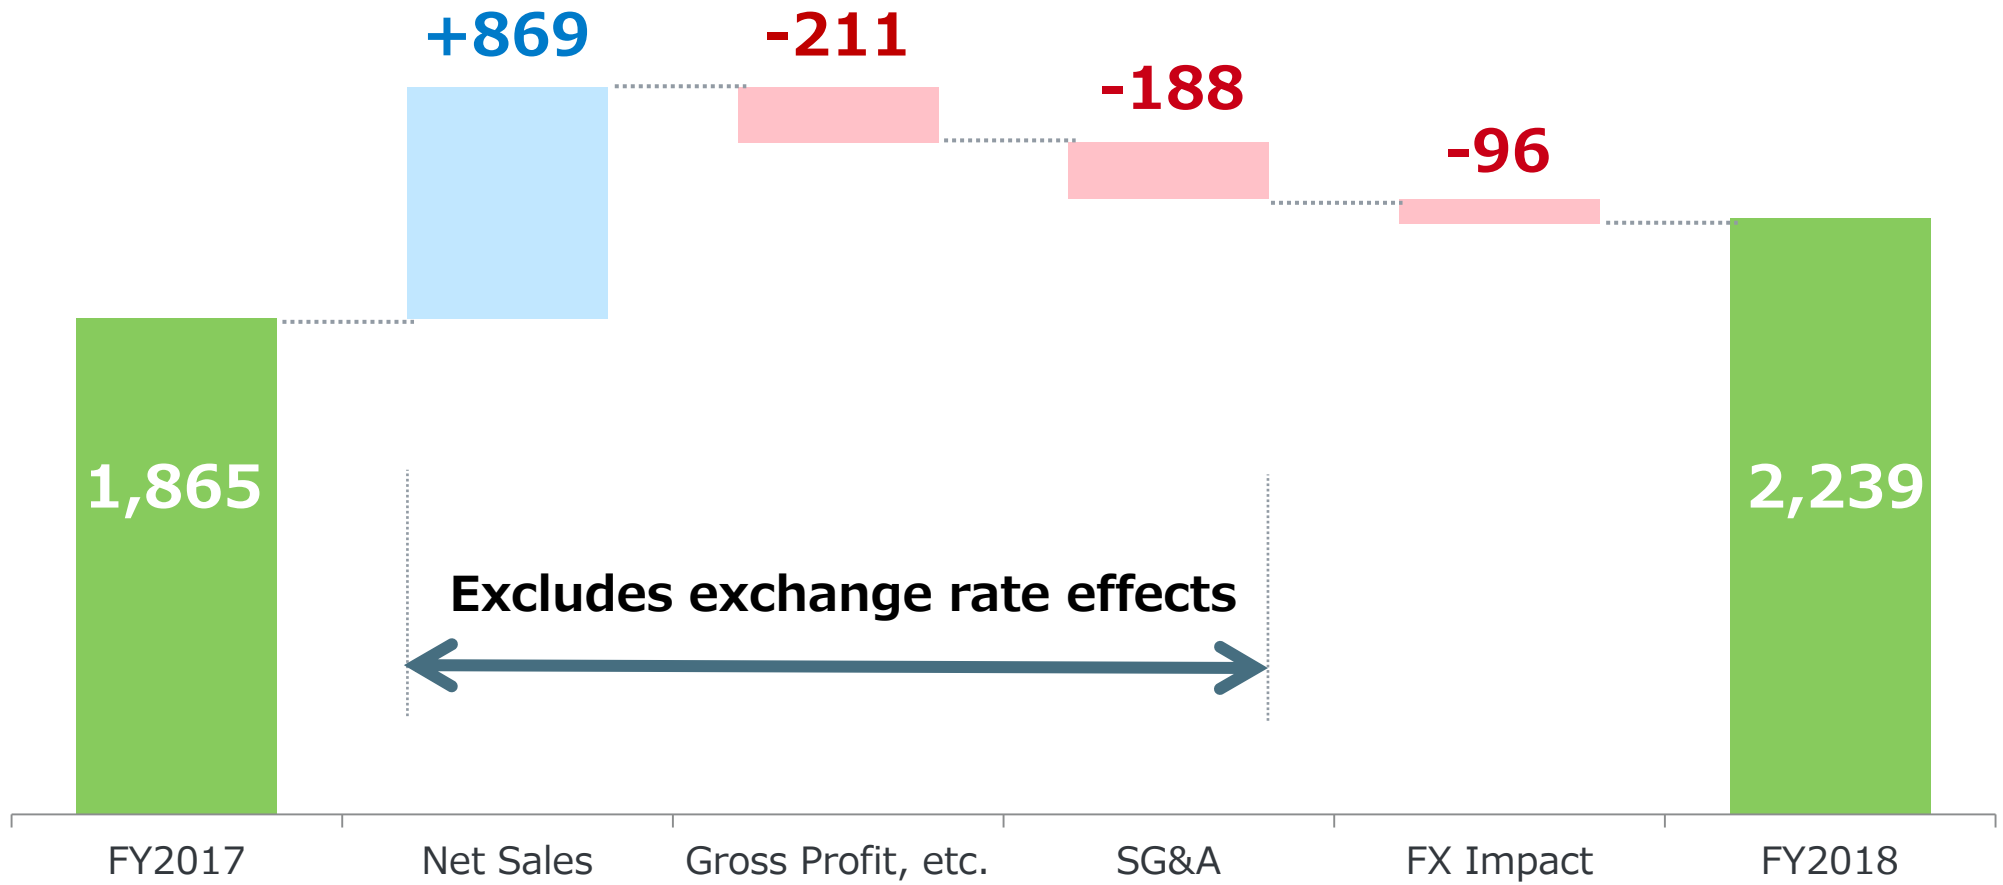 +869
-211
-188
-96
1,865
2,239
Excludes exchange rate effects
FY2017
Net Sales
Gross Profit, etc.
SG&A
FX Impact
FY2018